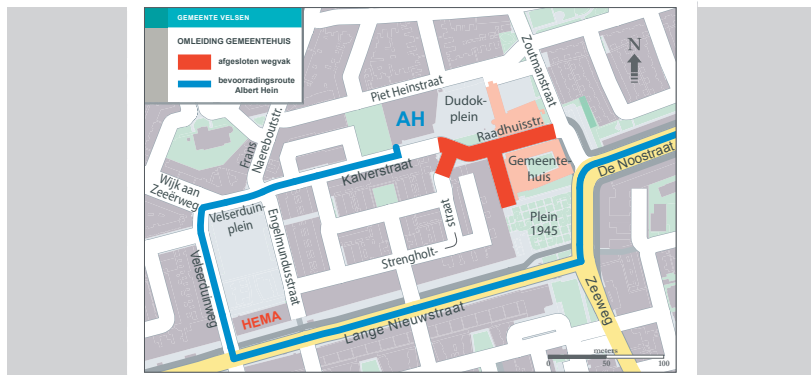 GEMEENTE VELSEN
OMLEIDING GEMEENTEHUIS
afgesloten wegvak
bevoorradingsroute
Albert Hein
N
Zoutmanstraat
Piet Heinstraat
Dudok-
plein
AH
Raadhuisstr.
Frans
Naereboutstr.
Kalverstraat
Gemeente-
huis
De Noostraat
Wijk aan
Zeeërweg
Velserduin-
plein
Engelmundusstraat
straat
Strengholt-
Plein
1945
Velserduinweg
HEMA
Lange Nieuwstraat
Zeeweg
meters
0 50 100